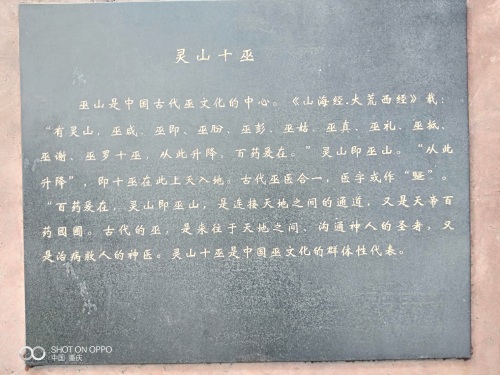 灵山十巫
巫山是中国古代巫文化的中心。《山海经.大荒西经》载：
“有灵山，巫咸、巫即、巫肦、巫彭、巫姑、巫真、巫礼、巫抵、
巫谢、巫罗十巫，从此升降，百药爰在。”灵山即巫山。“从此
升降”，即十巫在此上天入地。古代巫医合一，医字或作“毉”。
“百药爰在，灵山即巫山，是连接天地之间的通道，又是天帝百
药园圃。古代的巫，是来往于天地之间、沟通神人的圣者，又
是治病救人的神医。灵山十巫是中国巫文化的群体性代表。
SHOT ON OPPO
中国·重庆